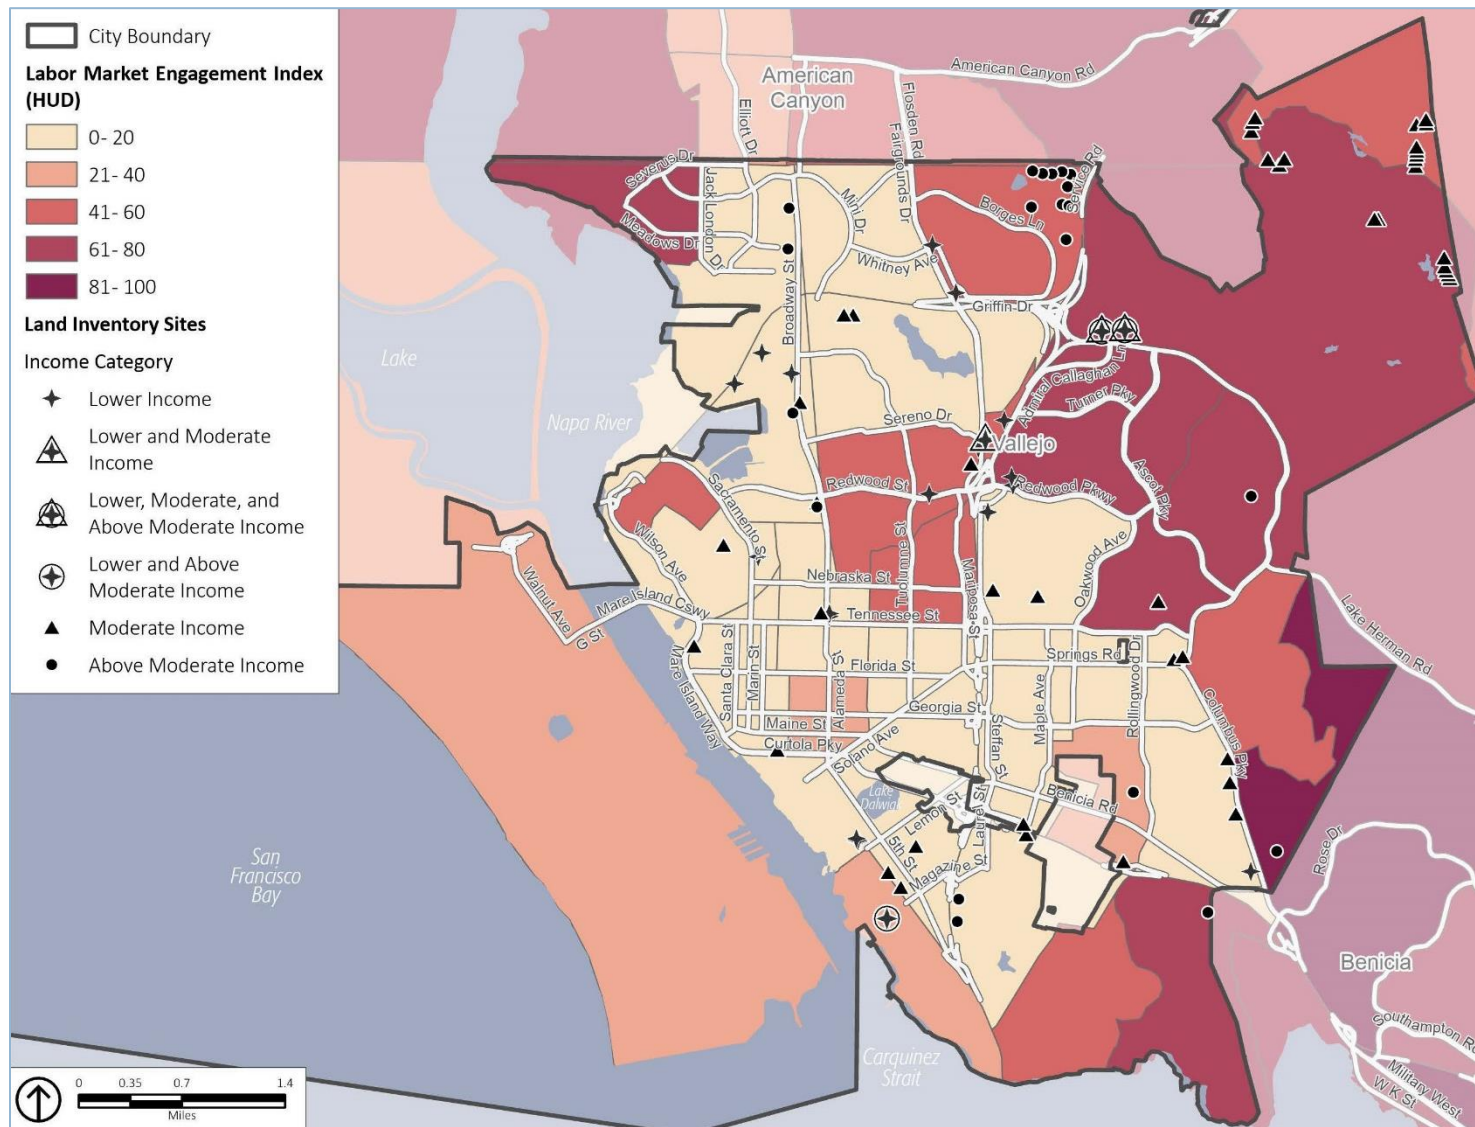 City Boundary
Labor Market Engagement Index
(HUD)
0- 20
21- 40
41- 60
61- 80
81- 100
Land Inventory Sites
Income Category
Lower Income
Lower and Moderate
Income
Lower, Moderate, and
Above Moderate Income
Lower and Above
Moderate Income
Moderate Income
Above Moderate Income
American
Canyon
American Canyon Rd
Elliott Dr
Flosden Rd
Fairgrounds Dr
Severus Dr
Jack London Dr
Meadows Dr
Broadway St
Mini Dr
Whitney Ave
Borges Ln
Service Rd
Griffin Dr
Lake
Napa River
Admiral Callaghan Ln
Turner Pky
Sereno Dr
Vallejo
Ascot Pky
Redwood St
Redwood Pkwy
Sacramento St
Wilson Ave
Oakwood Ave
Tuolumne St
Mariposa St
Nebraska St
Tennessee St
Walnut Ave
G St
Mare Island Cswy
Lake Herman Rd
Santa Clara St
Marin St
Florida St
Alameda St
Springs Rd
Rollingwood Dr
Maple Ave
Columbus Pky
Mare Island Way
Georgia St
Maine St
Curtola Pky
Solano Ave
Steffan St
Benicia Rd
Lake
Dalwigk
Lemon St
Laurel St
5th St
Magazine St
Rose Dr
San
Francisco
Bay
Benicia
Southampton Rd
Carquinez
Strait
Military West
W K St
0
0.35
0.7
1.4
Miles